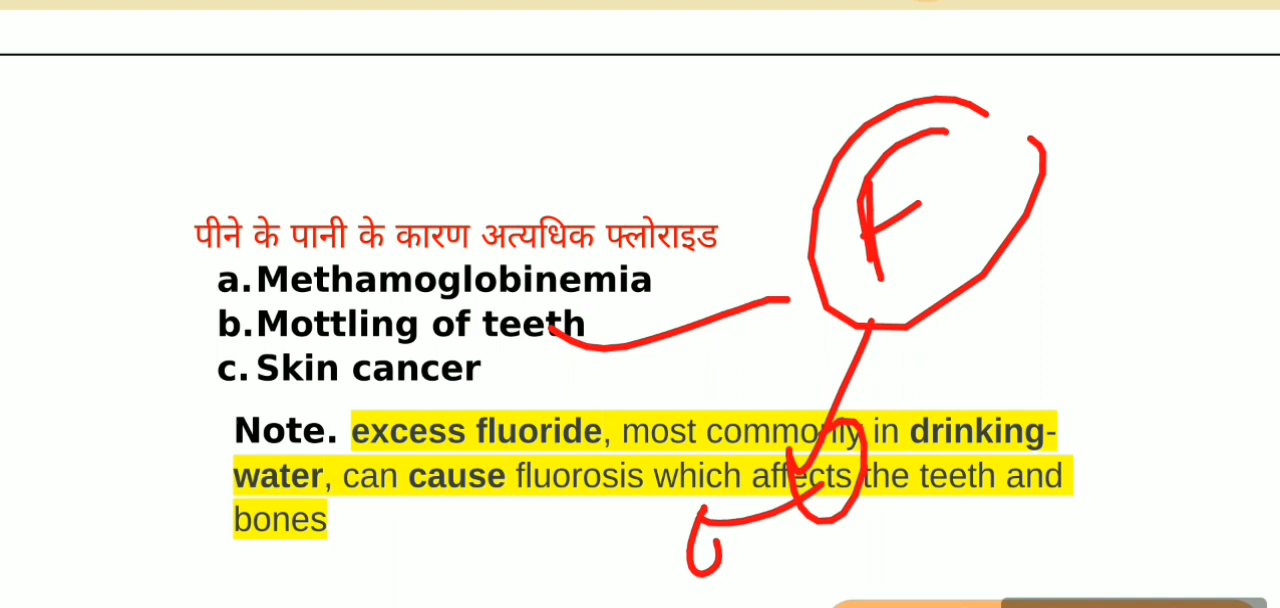 F
पीने के पानी के कारण अत्यधिक फ्लोराइड
a. Methamoglobinemia
b. Mottling of teeth
c. Skin cancer
Note. excess fluoride, most commonly in drinking-
water, can cause fluorosis which affects the teeth and
bones